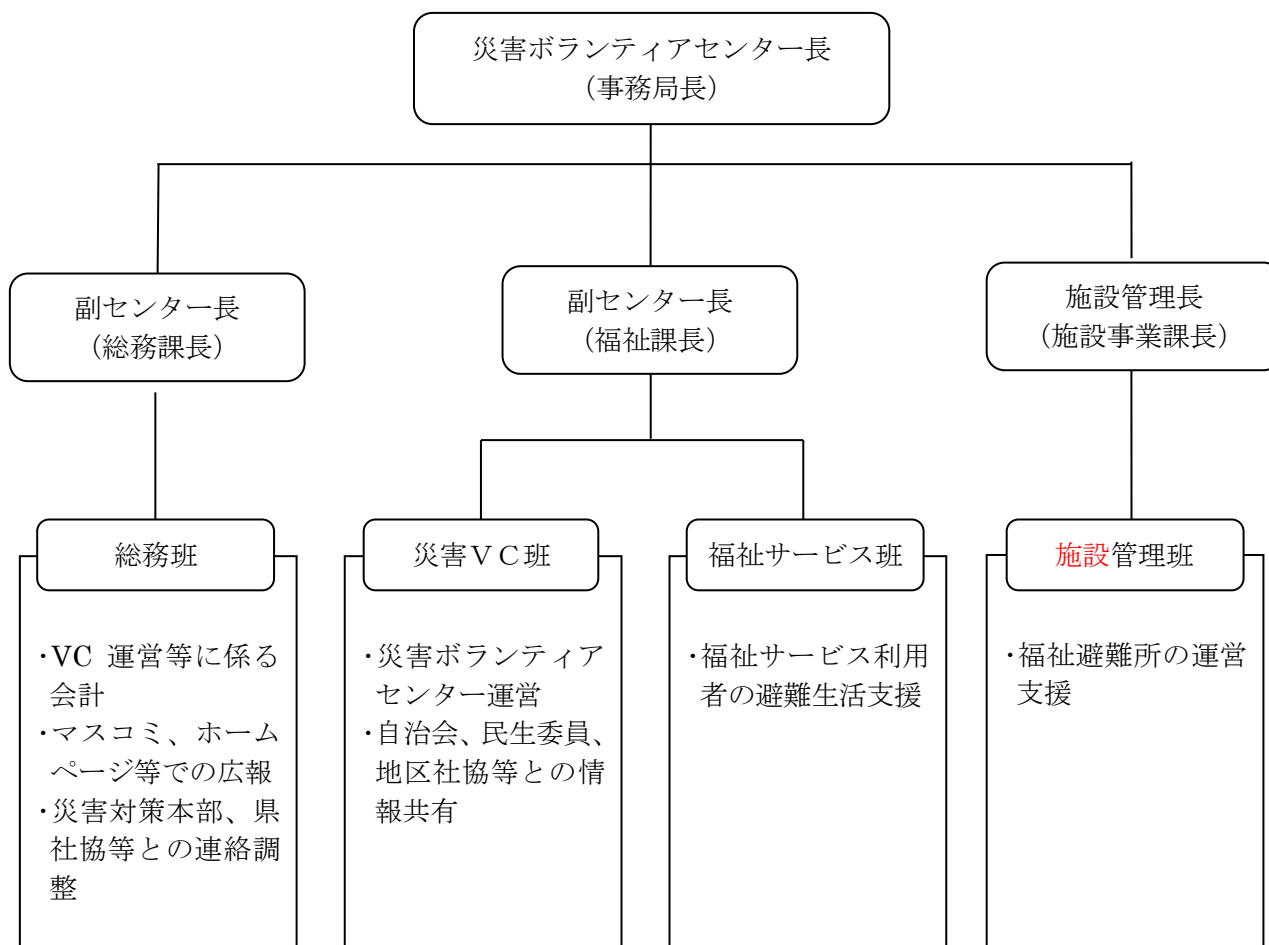 災害ボランティアセンター長
（事務局長）
副センター長
（総務課長）
副センター長
（福祉課長）
施設管理長
（施設事業課長）
総務班
・VC 運営等に係る
会計
・マスコミ、ホーム
ページ等での広報
・災害対策本部、県
社協等との連絡調
整
災害ＶＣ班
・災害ボランティア
センター運営
・自治会、民生委員、
地区社協等との情
報共有
福祉サービス班
・福祉サービス利用
者の避難生活支援
施設管理班
・福祉避難所の運営
支援